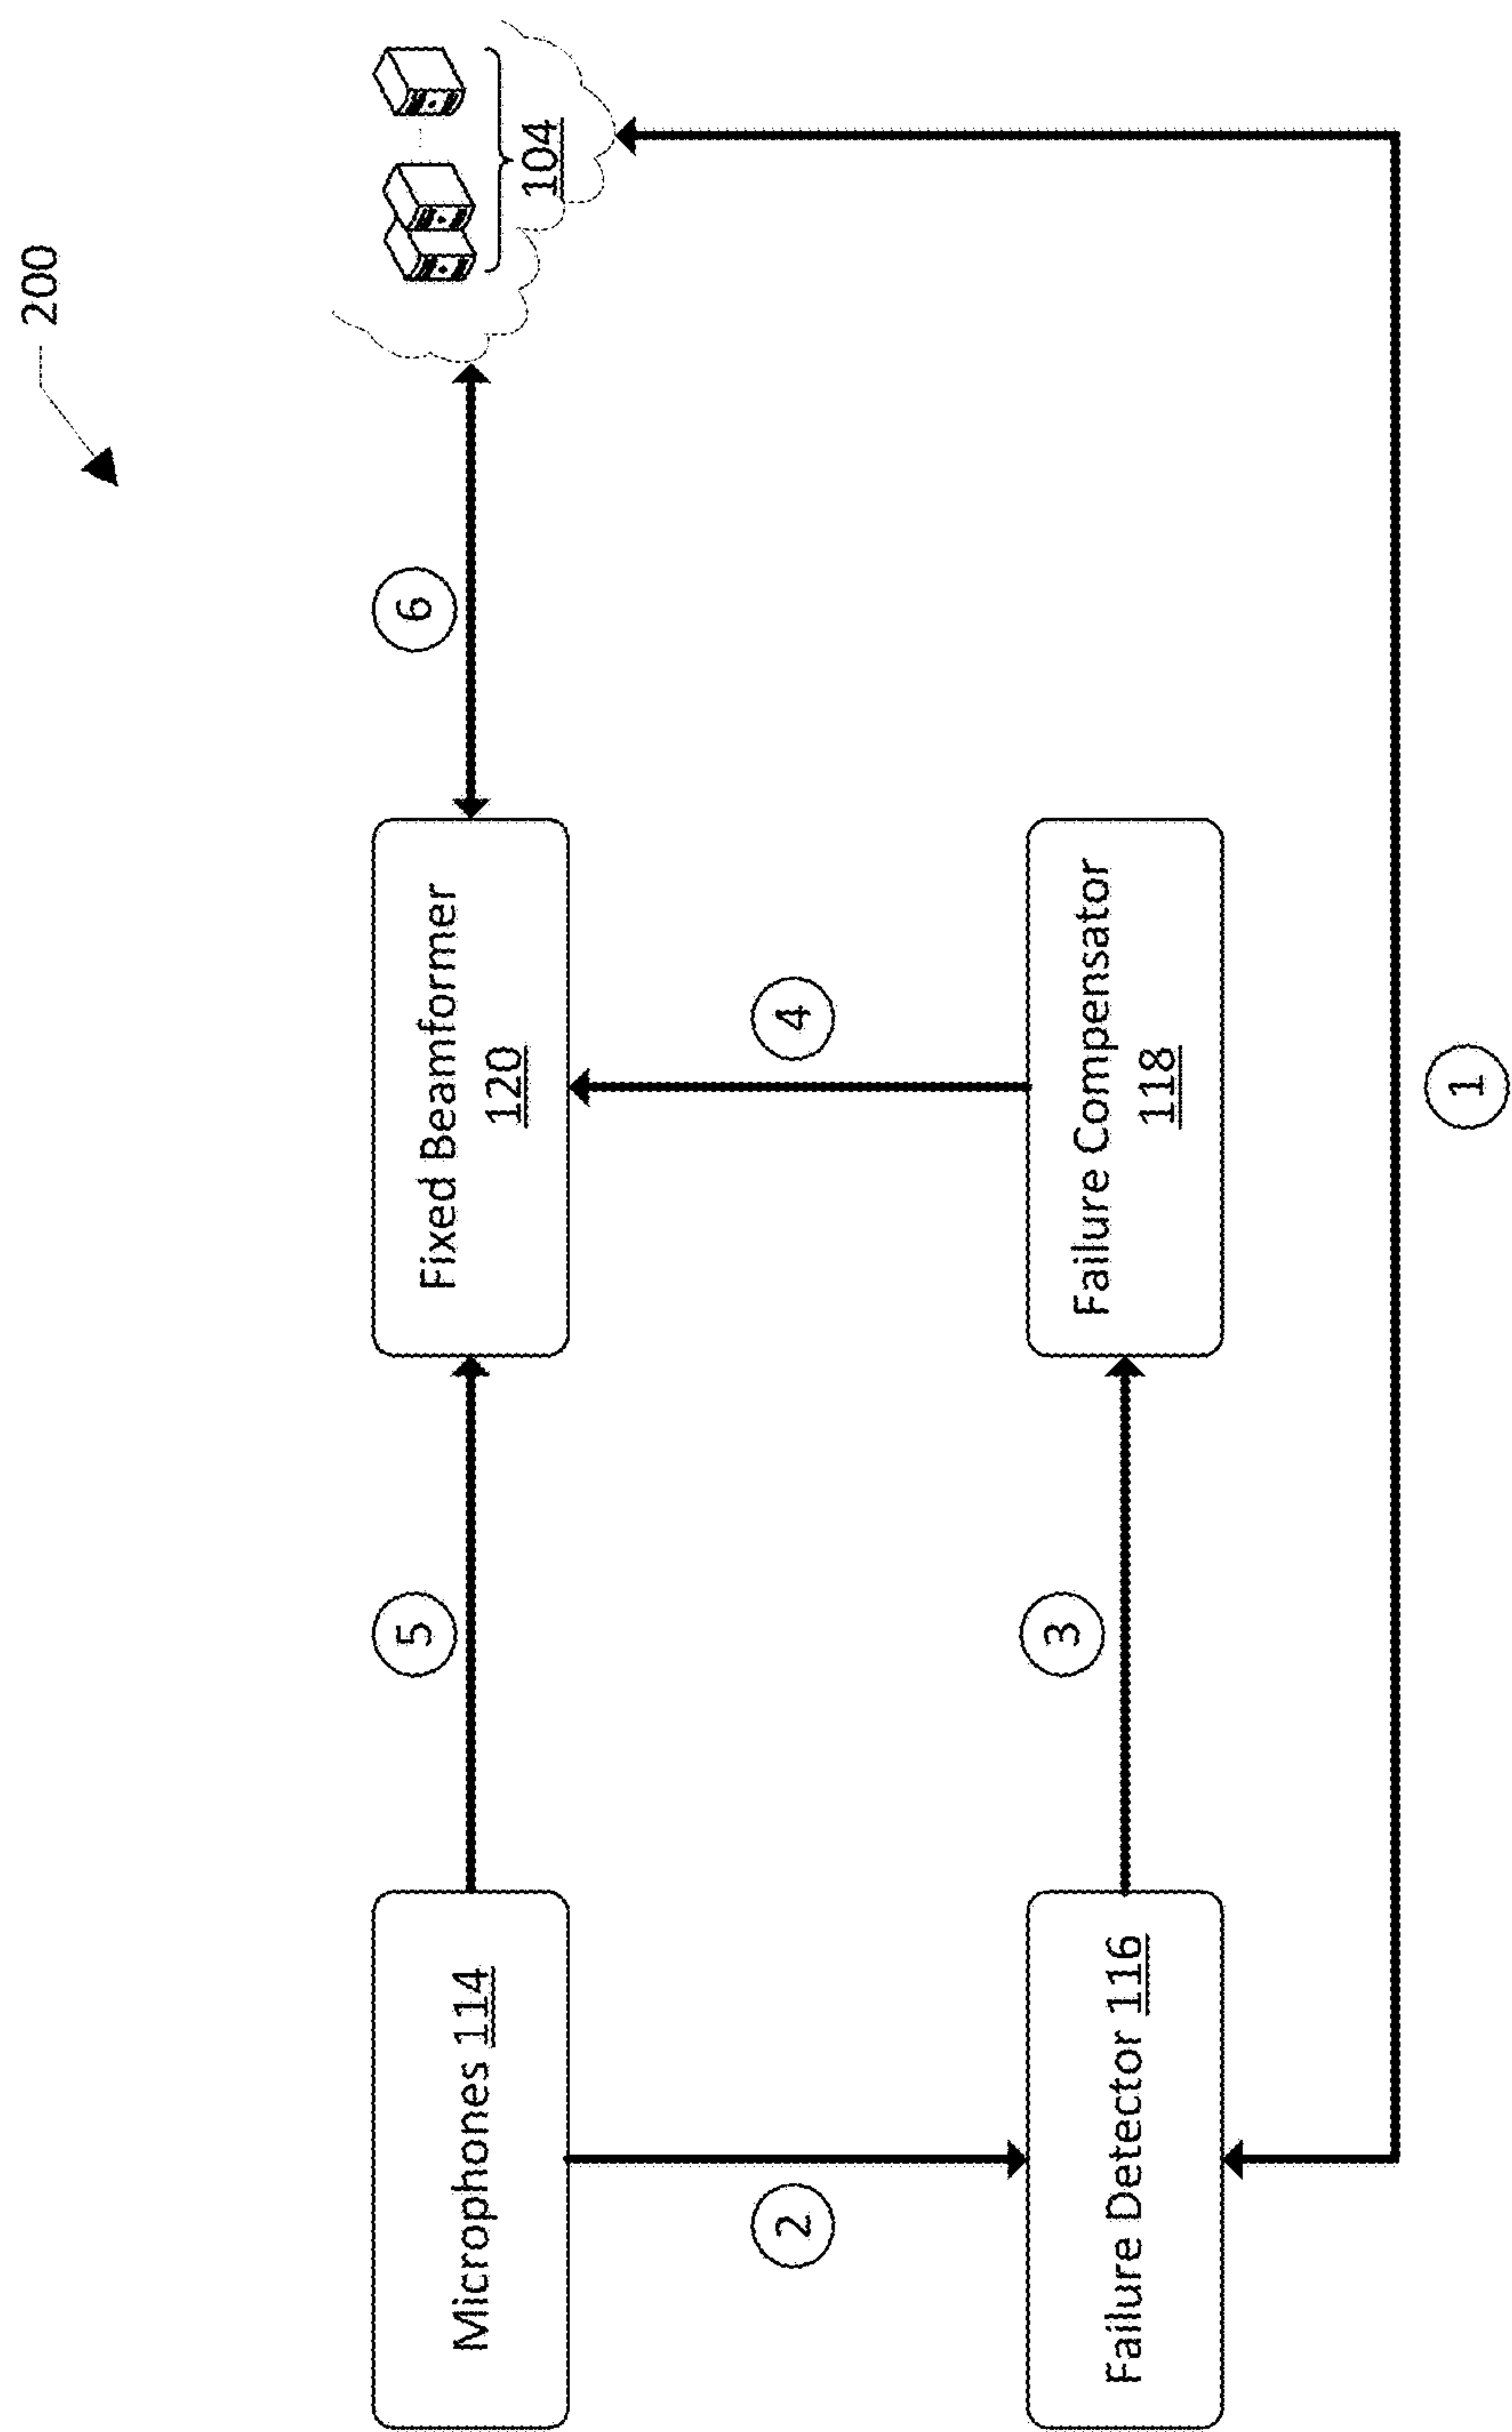 200
104
Microphones 114
5
Fixed Beamformer
120
6
2
4
Failure Detector 116
3
Failure Compensator
118
1